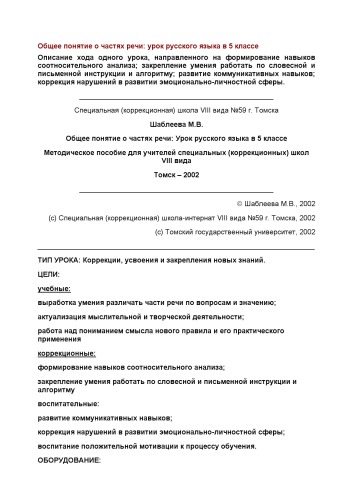 Общее понятие о частях речи: урок русского языка в 5 классе
Описание хода одного урока, направленного на формирование навыков
соотносительного анализа; закрепление умения работать по словесной и
письменной инструкции и алгоритму; развитие коммуникативных навыков;
коррекция нарушений в развитии эмоционально-личностной сферы.
Специальная (коррекционная) школа VIII вида №59 г. Томска
Шаблеева М.В.
Общее понятие о частях речи: Урок русского языка в 5 классе
Методическое пособие для учителей специальных (коррекционных) школ
VIII вида
Томск – 2002
© Шаблеева М.В., 2002
(с) Специальная (коррекционная) школа-интернат VIII вида №59 г. Томска, 2002
(с) Томский государственный университет, 2002
ТИП УРОКА: Коррекции, усвоения и закрепления новых знаний.
ЦЕЛИ:
учебные:
выработка умения различать части речи по вопросам и значению;
актуализация мыслительной и творческой деятельности;
работа над пониманием смысла нового правила и его практического
применения
коррекционные:
формирование навыков соотносительного анализа;
закрепление умения работать по словесной и письменной инструкции и
алгоритму
воспитательные:
развитие коммуникативных навыков;
коррекция нарушений в развитии эмоционально-личностной сферы;
воспитание положительной мотивации к процессу обучения.
ОБОРУДОВАНИЕ: